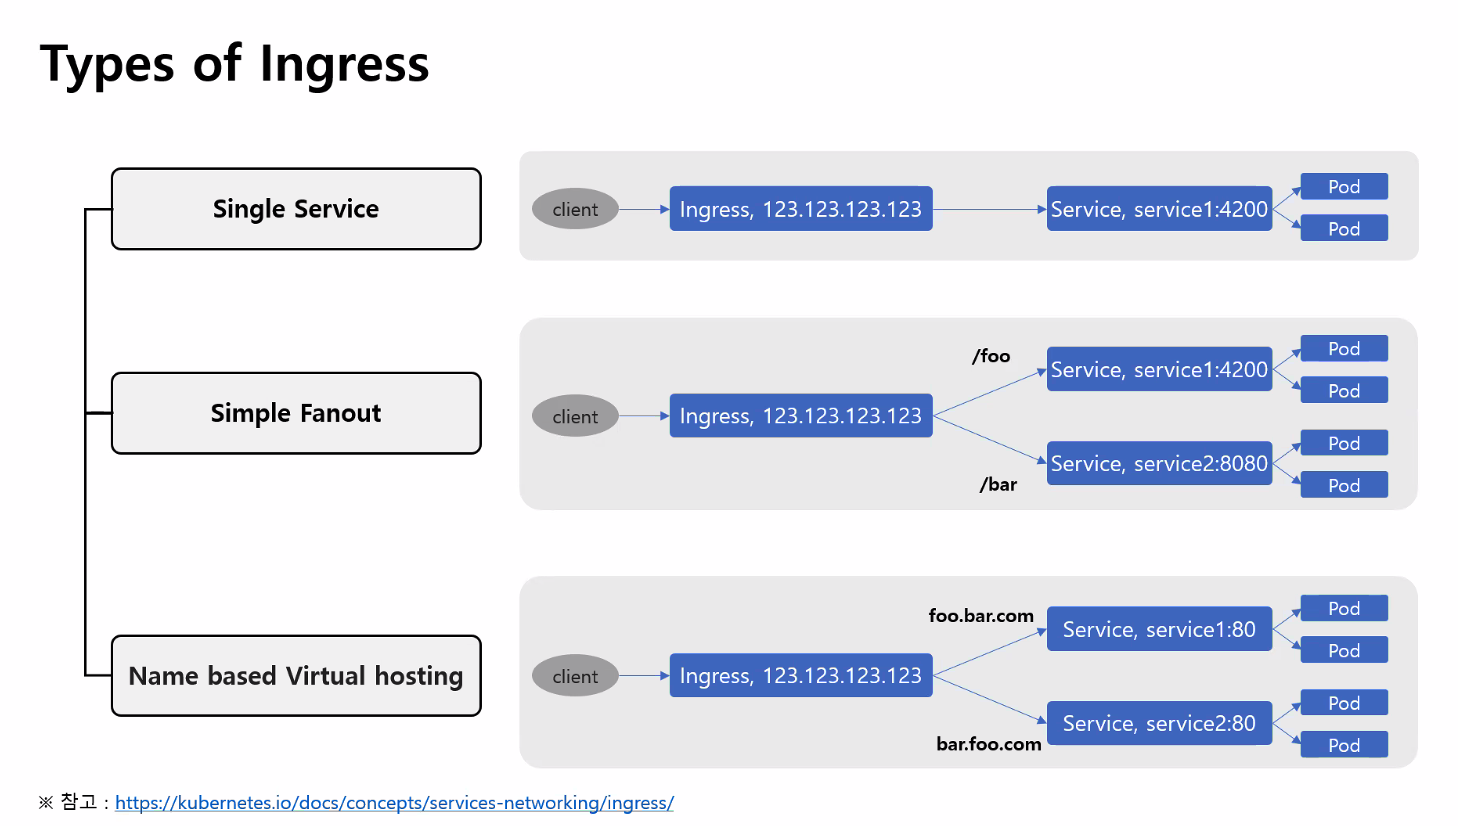 Types of Ingress
Single Service
client
Ingress, 123.123.123.123
Service, service1:4200
Pod
Pod
Simple Fanout
client
Ingress, 123.123.123.123
/foo
Service, service1:4200
Pod
Pod
/bar
Service, service2:8080
Pod
Pod
Name based Virtual hosting
client
Ingress, 123.123.123.123
foo.bar.com
Service, service1:80
Pod
Pod
bar.foo.com
Service, service2:80
Pod
Pod
※ 참고 : https://kubernetes.io/docs/concepts/services-networking/ingress/